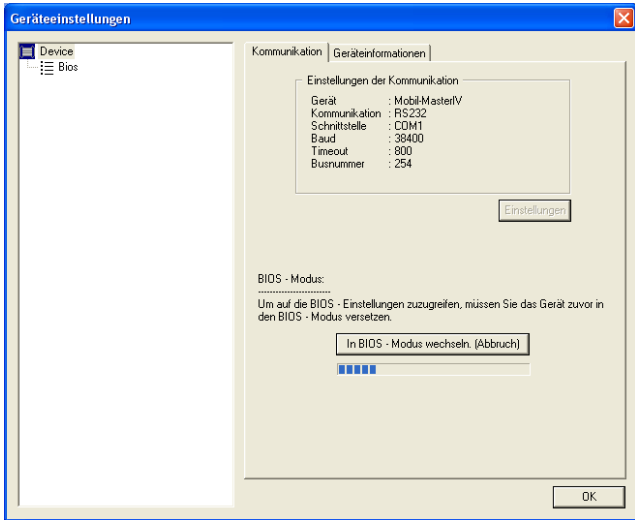 Geräteeinstellungen
Device
Bios
Kommunikation Geräteinformationen
Einstellungen der Kommunikation
Gerät : Mobil-MasterIV
Kommunikation : RS232
Schnittstelle : COM1
Baud : 38400
Timeout : 800
Busnummer : 254
Einstellungen
BIOS - Modus:
-------------------------
Um auf die BIOS - Einstellungen zuzugreifen, müssen Sie das Gerät zuvor in
den BIOS - Modus versetzen.
In BIOS - Modus wechseln. (Abbruch)
OK